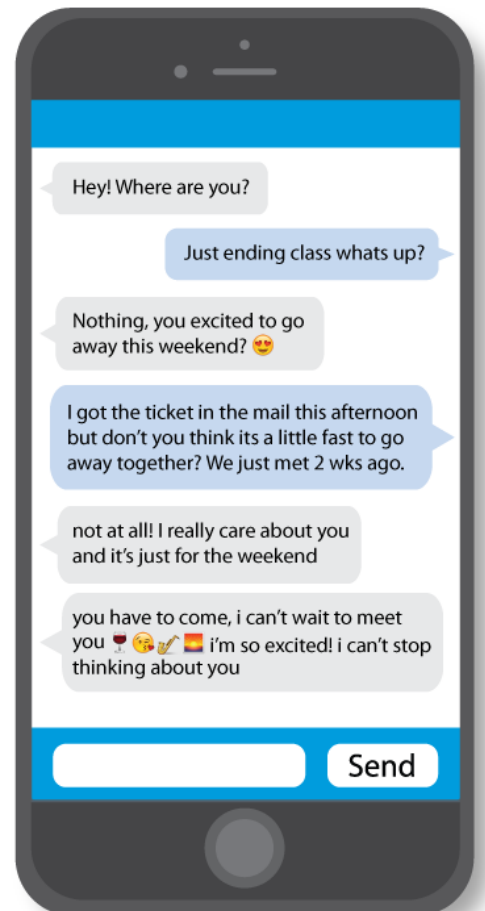 Hey! Where are you?
Just ending class whats up?
Nothing, you excited to go
away this weekend? 😍
I got the ticket in the mail this afternoon
but don’t you think its a little fast to go
away together? We just met 2 wks ago.
not at all! I really care about you
and it’s just for the weekend
you have to come, i can’t wait to meet
you 🍷 😘 🎷 🌅 i’m so excited! i can’t stop
thinking about you
Send